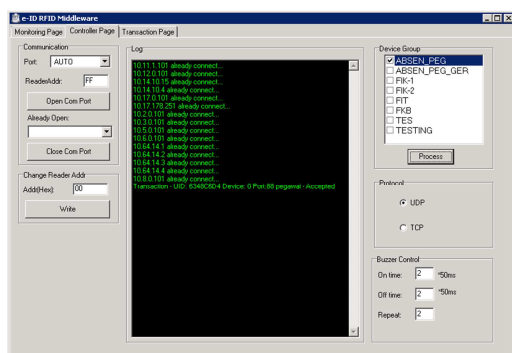 e-ID RFID Middleware
Monitoring Page
Controller Page
Transaction Page
Communication
Port:
AUTO
ReaderAddr:
FF
Open Com Port
Already Open:
Close Com Port
Change Reader Addr
Addr(Hex):
00
Write
Log
10.11.1.101 already connect...
10.12.0.101 already connect...
10.14.10.15 already connect...
10.14.10.4 already connect...
10.17.0.101 already connect...
10.17.178.251 already connect...
10.2.0.101 already connect...
10.3.0.101 already connect...
10.5.0.101 already connect...
10.6.0.101 already connect...
10.64.14.1 already connect...
10.64.14.2 already connect...
10.64.14.3 already connect...
10.64.14.4 already connect...
10.8.0.101 already connect...
Transaction - UID: 6348C6D4 Device: 0 Port:88 pegawai - Accepted
Device Group
ABSEN_PEG
ABSEN_PEG_GER
FIK-1
FIK-2
FIT
FKB
TES
TESTING
Process
Protocol
UDP
TCP
Buzzer Control
On time:
2
*50ms
Off time:
2
*50ms
Repeat:
2